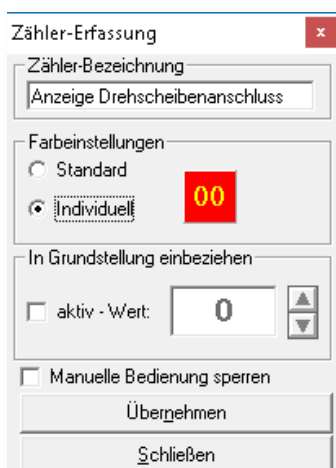 Zähler-Erfassung
x
Zähler-Bezeichnung
Anzeige Drehscheibenanschluss
Farbeinstellungen
Standard
Individuell
00
In Grundstellung einbeziehen
aktiv - Wert:
0
Manuelle Bedienung sperren
Übernehmen
Schließen